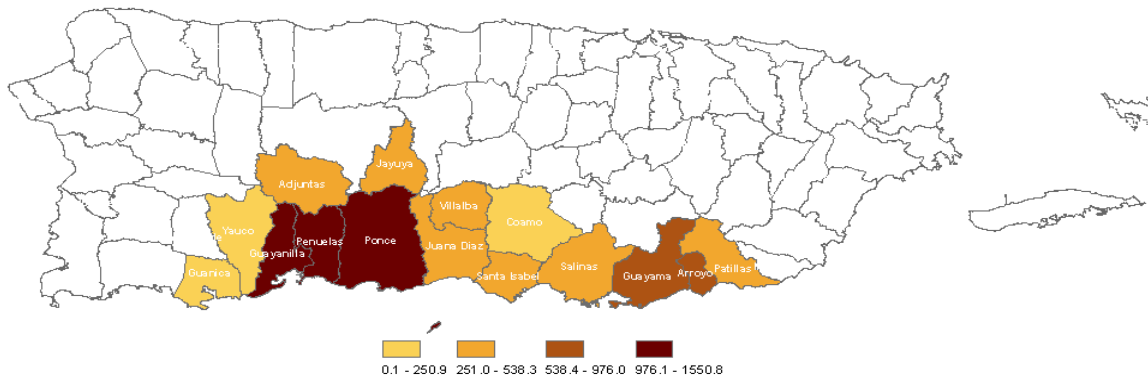 Jayuya
Adjuntas
Villalba
Coamo
Yauco
Penuelas
Ponce
Guayanilla
Juana Diaz
Guanica
Santa Isabel
Salinas
Guayama
Arroyo
Patillas
0.1 - 250.9 251.0 - 538.3 538.4 - 976.0 976.1 - 1550.8